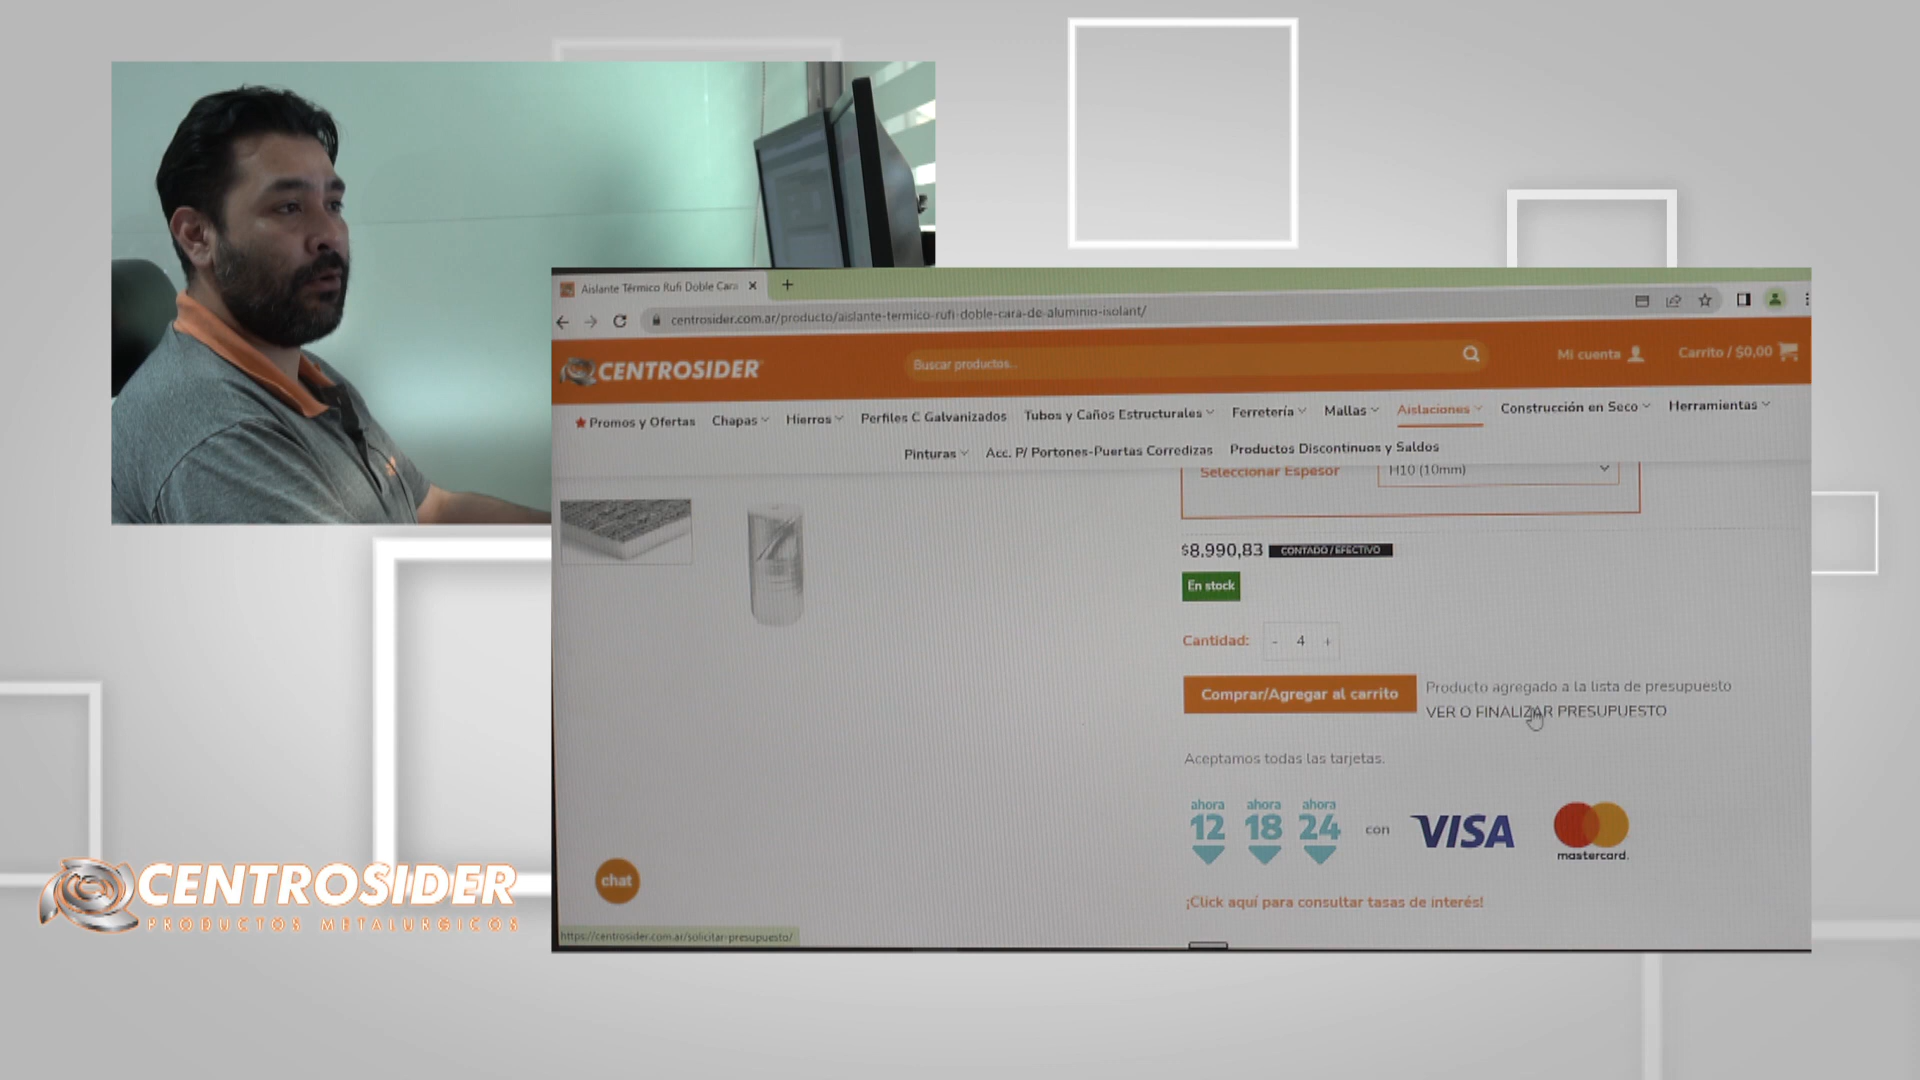 Aislante Térmico Rufi Doble Cara
centrosider.com.ar/producto/aislante-termico-rufi-doble-cara-de-aluminio-isolant/
CENTROSIDER
Buscar productos...
Mi cuenta
Carrito / $0,00
Promos y Ofertas
Chapas
Hierros
Perfiles C Galvanizados
Tubos y Caños Estructurales
Ferretería
Mallas
Aislaciones
Construcción en Seco
Herramientas
Pinturas
Acc. P/ Portones-Puertas Corredizas
Productos Discontinuos y Saldos
Seleccionar Espesor
H10 (10mm)
$8.990,83 CONTADO / EFECTIVO
En stock
Cantidad: - 4 +
Comprar/Agregar al carrito
Producto agregado a la lista de presupuesto
VER O FINALIZAR PRESUPUESTO
Aceptamos todas las tarjetas.
ahora 12
ahora 18
ahora 24
con
VISA
mastercard.
¡Click aquí para consultar tasas de interés!
chat
https://centrosider.com.ar/solicitar-presupuesto/
CENTROSIDER
PRODUCTOS METALURGICOS